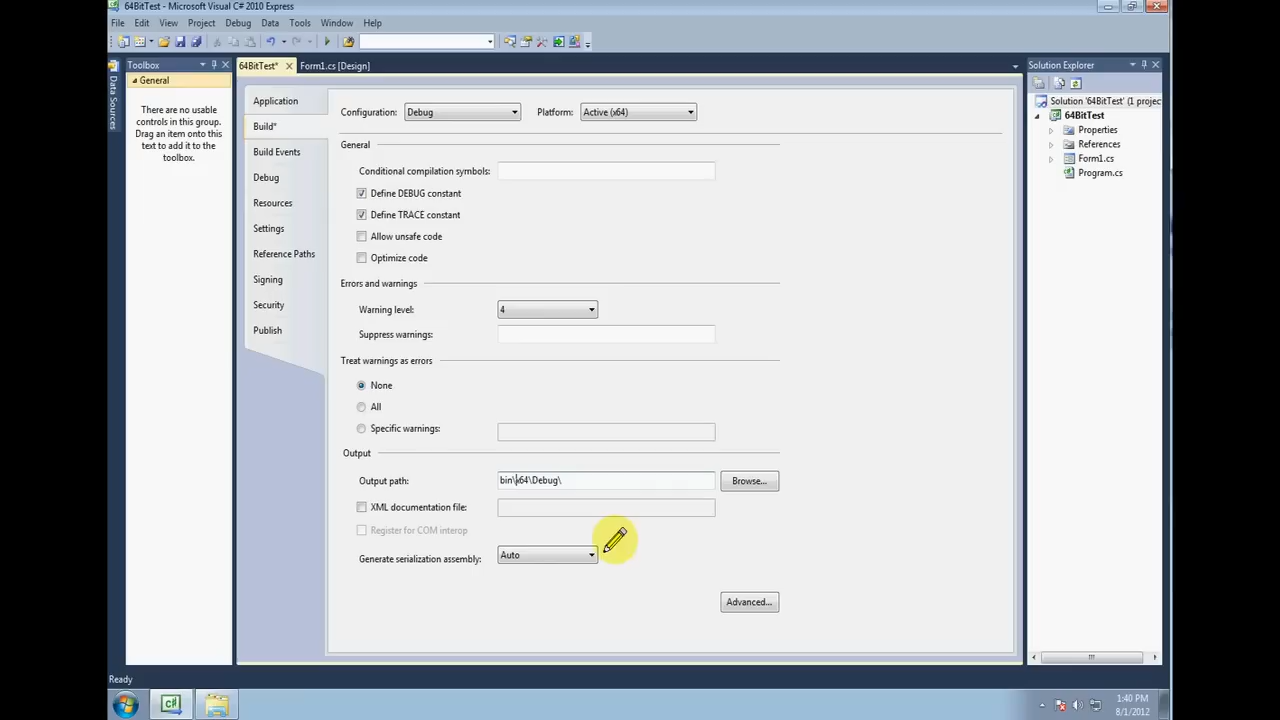 64BitTest - Microsoft Visual C# 2010 Express
File Edit View Project Debug Data Tools Window Help
Toolbox
General
There are no usable
controls in this group.
Drag an item onto this
text to add it to the
toolbox.
Data Sources
64BitTest*
Form1.cs [Design]
Application
Build*
Build Events
Debug
Resources
Settings
Reference Paths
Signing
Security
Publish
Configuration: Debug Platform: Active (x64)
General
Conditional compilation symbols:
Define DEBUG constant
Define TRACE constant
Allow unsafe code
Optimize code
Errors and warnings
Warning level: 4
Suppress warnings:
Treat warnings as errors
None
All
Specific warnings:
Output
Output path: bin\x64\Debug\ Browse...
XML documentation file:
Register for COM interop
Generate serialization assembly: Auto
Advanced...
Solution Explorer
Solution '64BitTest' (1 projec
64BitTest
Properties
References
Form1.cs
Program.cs
Ready
C#
1:40 PM
8/1/2012